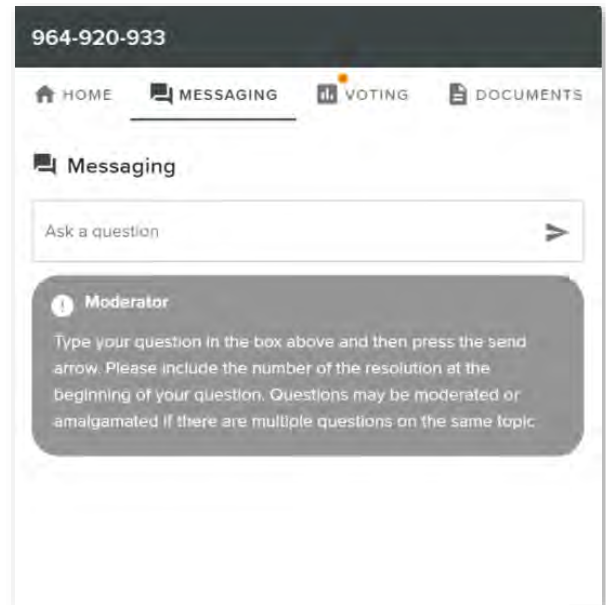 964-920-933
HOME MESSAGING VOTING DOCUMENTS
Messaging
Ask a question
Moderator
Type your question in the box above and then press the send
arrow. Please include the number of the resolution at the
beginning of your question. Questions may be moderated or
amalgamated if there are multiple questions on the same topic